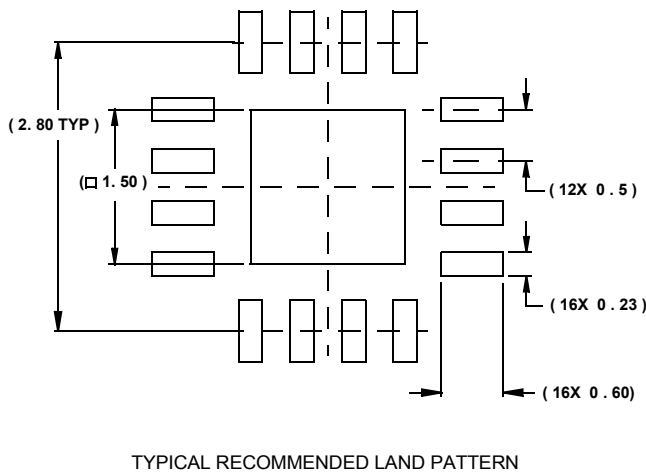 ( 2. 80 TYP )
(□ 1. 50 )
( 12X 0 . 5 )
( 16X 0 . 23 )
( 16X 0 . 60)
TYPICAL RECOMMENDED LAND PATTERN